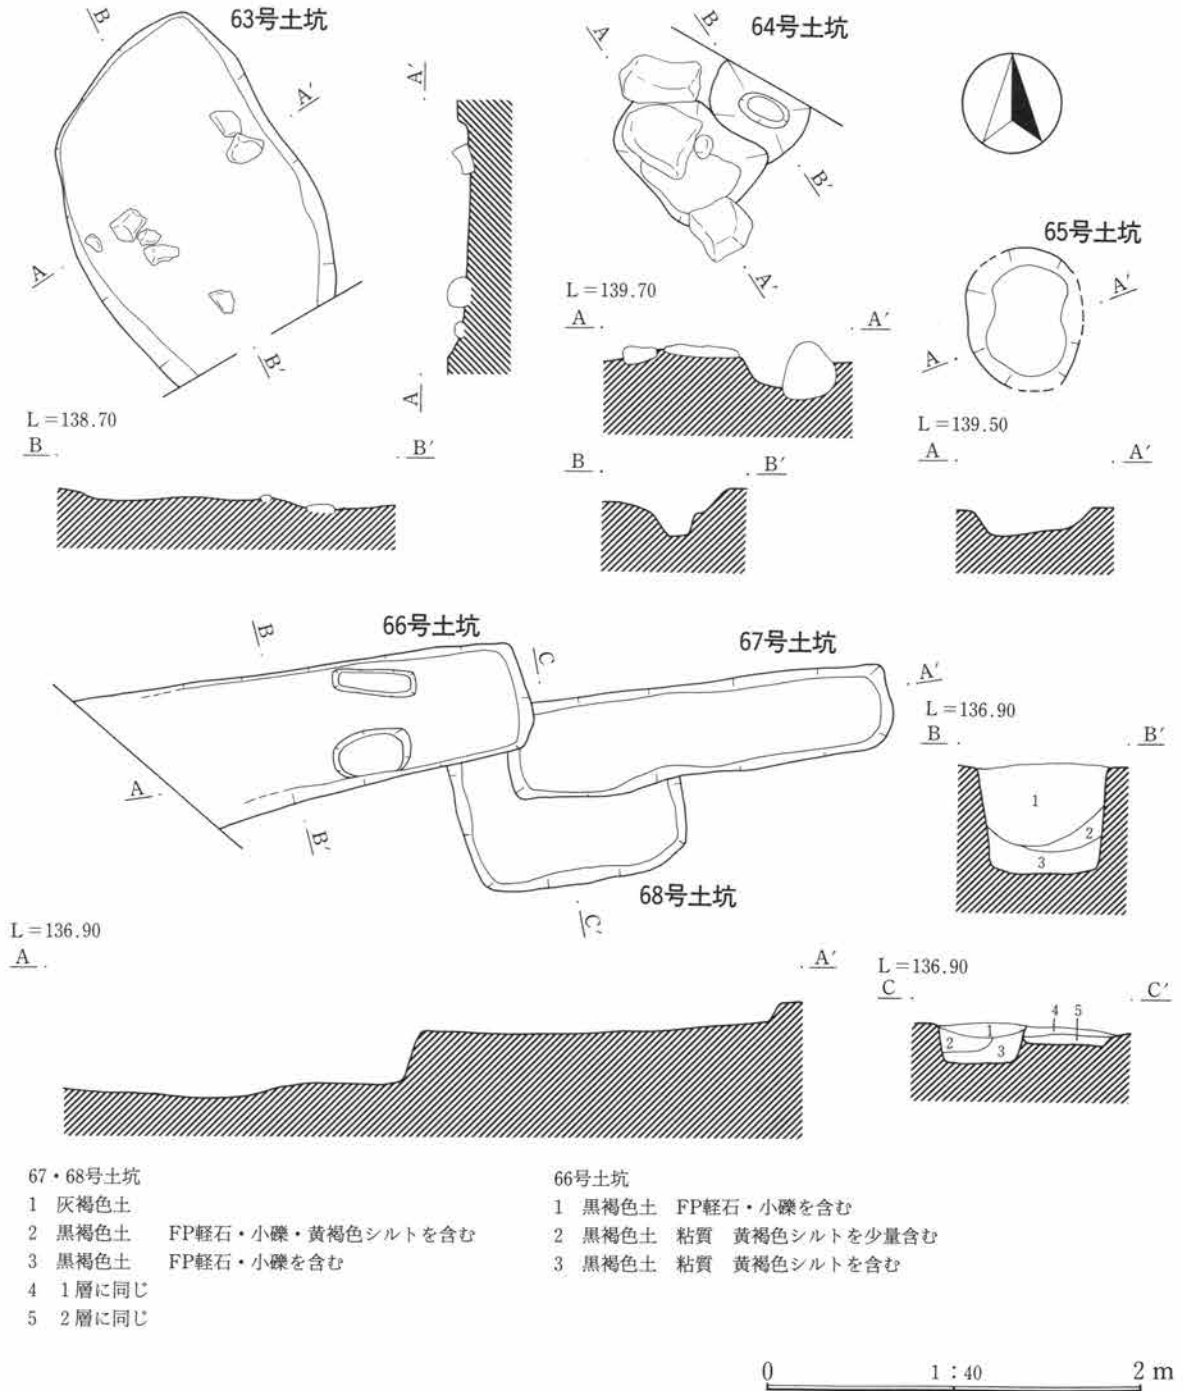 63号土坑
B
A'
A
B'
A'
A
L=138.70
B
B'
64号土坑
A
B
B'
A'
L=139.70
A
A'
B
B'
65号土坑
A'
A
L=139.50
A
A'
66号土坑
B
C
67号土坑
A'
A
B'
68号土坑
C'
L=136.90
B
B'
1
2
3
L=136.90
A
A'
L=136.90
C
C'
4 5
1
2
3
67・68号土坑
1 灰褐色土
2 黒褐色土 FP軽石・小礫・黄褐色シルトを含む
3 黒褐色土 FP軽石・小礫を含む
4 1層に同じ
5 2層に同じ
66号土坑
1 黒褐色土 FP軽石・小礫を含む
2 黒褐色土 粘質 黄褐色シルトを少量含む
3 黒褐色土 粘質 黄褐色シルトを含む
0 1:40 2m